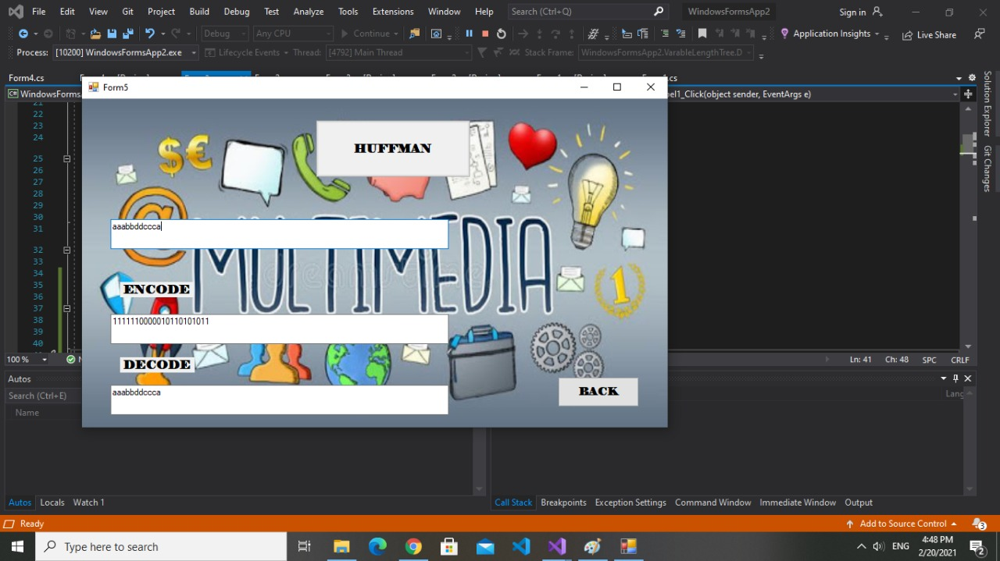 File Edit View Git Project Build Debug Test Analyze Tools Extensions Window Help Search (Ctrl+Q) WindowsFormsApp2 Sign in
Debug Any CPU Continue Application Insights Live Share
Process: [10200] WindowsFormsApp2.exe Lifecycle Events Thread: [4792] Main Thread Stack Frame: WindowsFormsApp2.VarableLengthTree.D
Form4.cs
Form5
WindowsForms
bel1_Click(object sender, EventArgs e)
21
22
23
24
25
26
27
28
29
30
31
32
33
34
35
36
37
38
39
40
HUFFMAN
MULTIMEDIA
aaabbddccca
ENCODE
1111110000010110101011
DECODE
aaabbddccca
BACK
1
Solution Explorer
Git Changes
100 %
Ln: 41 Ch: 48 SPC CRLF
Autos
Search (Ctrl+E)
Name
Lang
Autos Locals Watch 1
Call Stack Breakpoints Exception Settings Command Window Immediate Window Output
Ready Add to Source Control 3
Type here to search
ENG 4:48 PM
2/20/2021 2